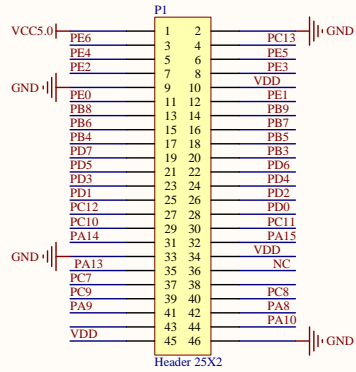 P1
VCC5.0 1 2 GND
PE6 3 4 PC13
PE4 5 6 PE5
PE2 7 8 PE3
GND 9 10 VDD
PE0 11 12 PE1
PB8 13 14 PB9
PB6 15 16 PB7
PB4 17 18 PB5
PD7 19 20 PB3
PD5 21 22 PD6
PD3 23 24 PD4
PD1 25 26 PD2
PC12 27 28 PD0
PC10 29 30 PC11
PA14 31 32 PA15
GND 33 34 VDD
PA13 35 36 NC
PC7 37 38
PC9 39 40 PC8
PA9 41 42 PA8
43 44 PA10
VDD 45 46 GND
Header 25X2